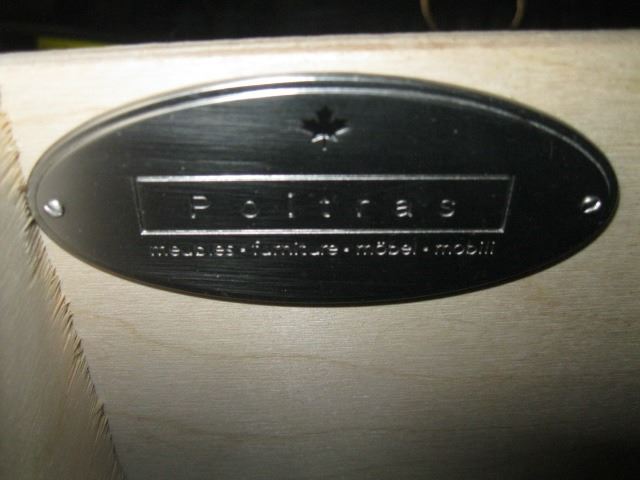 Poltras
meubles • furniture • möbel • mobili